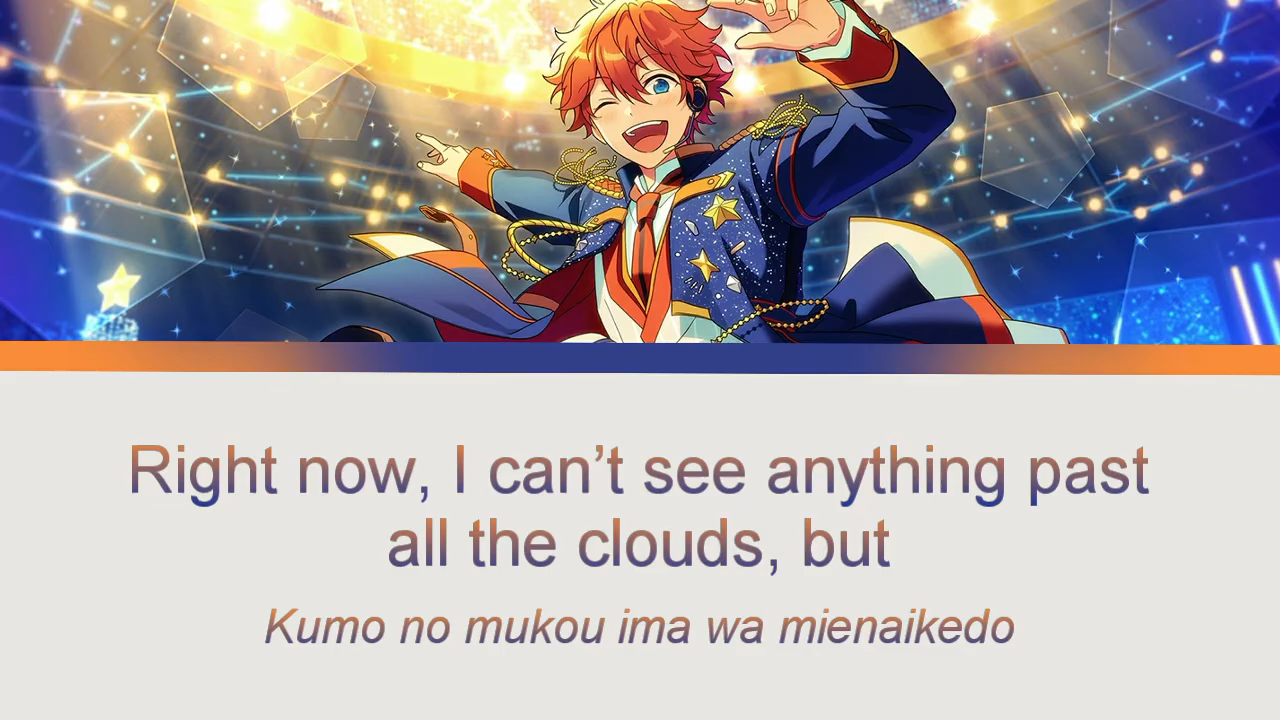 Right now, I can’t see anything past
all the clouds, but
Kumo no mukou ima wa mienaikedo